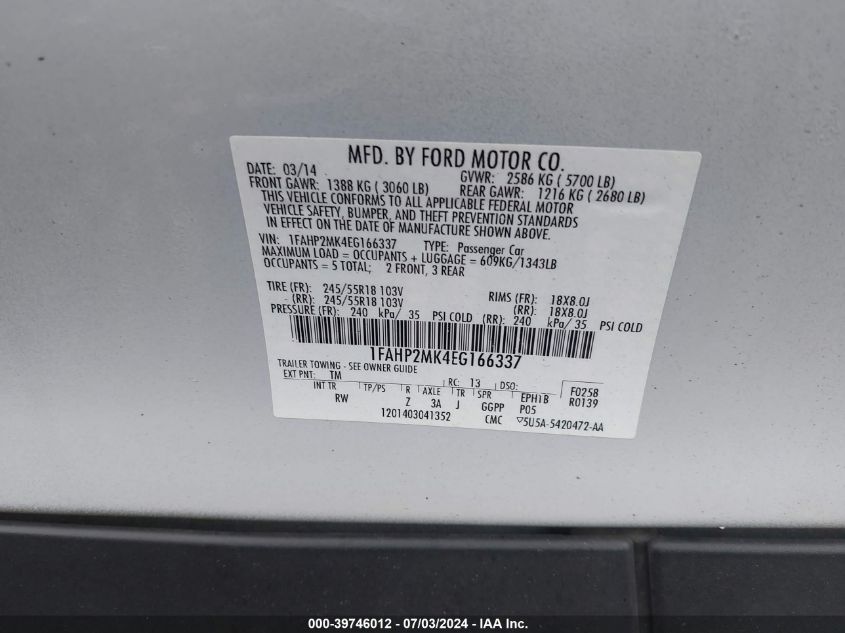 MFD. BY FORD MOTOR CO.
DATE: 03/14 GVWR: 2586 KG ( 5700 LB)
FRONT GAWR: 1388 KG ( 3060 LB) REAR GAWR: 1216 KG ( 2680 LB)
THIS VEHICLE CONFORMS TO ALL APPLICABLE FEDERAL MOTOR
VEHICLE SAFETY, BUMPER, AND THEFT PREVENTION STANDARDS
IN EFFECT ON THE DATE OF MANUFACTURE SHOWN ABOVE.
VIN: 1FAHP2MK4EG166337 TYPE: Passenger Car
MAXIMUM LOAD = OCCUPANTS + LUGGAGE = 609KG/1343LB
OCCUPANTS = 5 TOTAL; 2 FRONT, 3 REAR
TIRE (FR): 245/55R18 103V RIMS (FR): 18X8.0J
(RR): 245/55R18 103V (RR): 18X8.0J
PRESSURE (FR): 240 kPa/ 35 PSI COLD (RR): 240 kPa/ 35 PSI COLD
1FAHP2MK4EG166337
TRAILER TOWING - SEE OWNER GUIDE
EXT PNT: TM RC: 13 DSO: F0258
INT TR TP/PS R AXLE TR SPR EPH1B R0139
RW Z 3A J GGPP P05
1201403041352 CMC ▽5U5A-5420472-AA
000-39746012 - 07/03/2024 - IAA Inc.